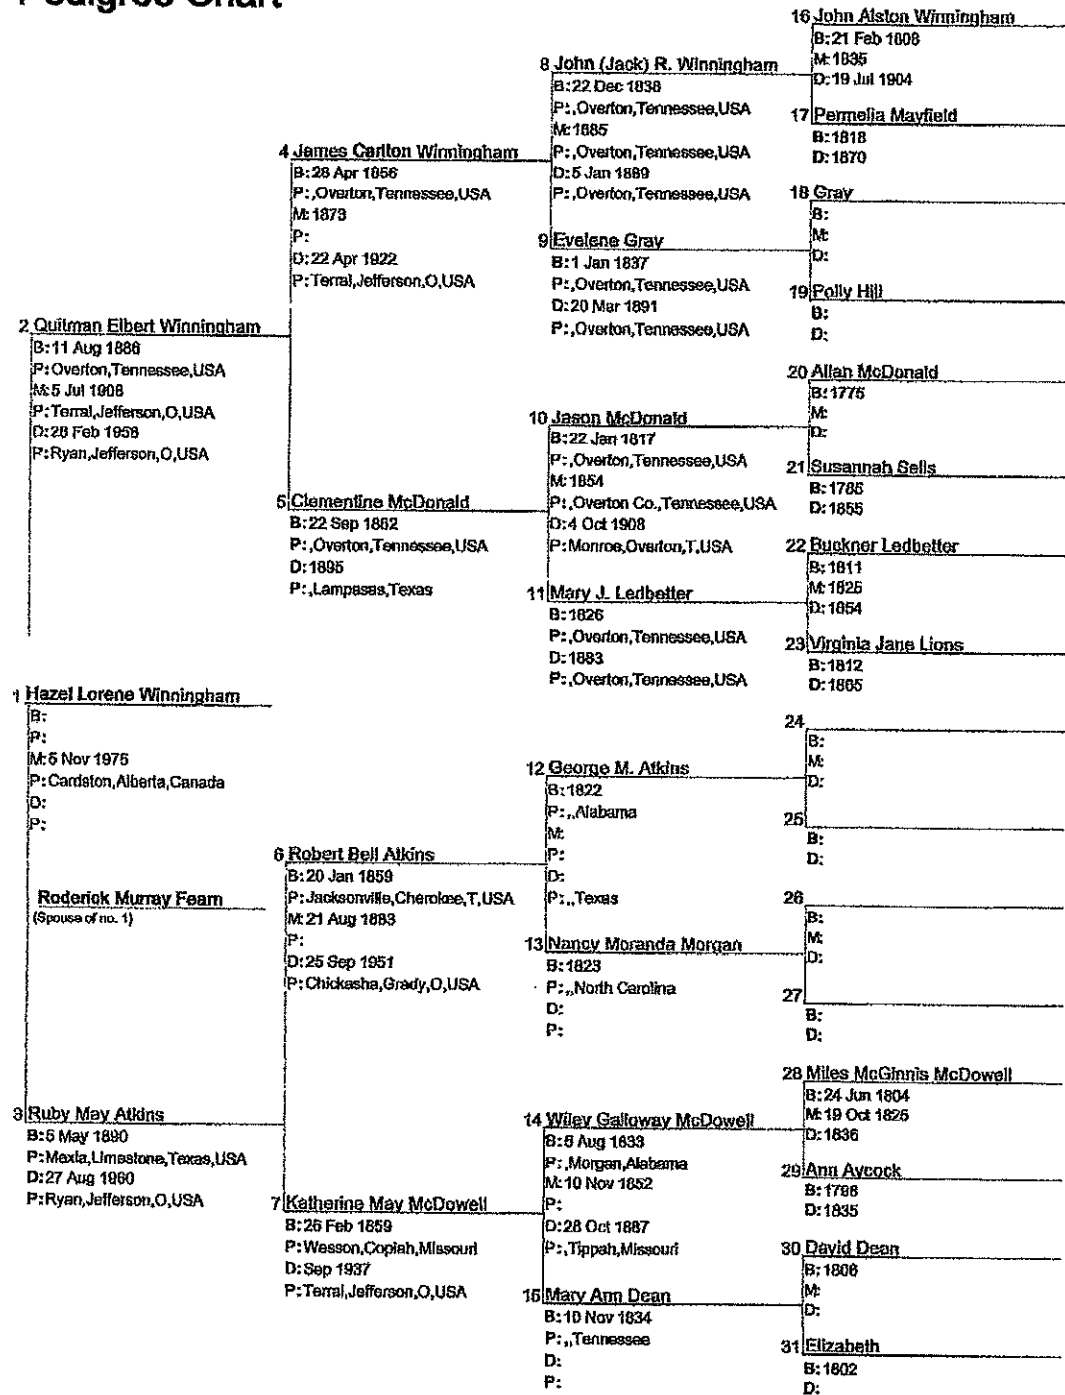 Pedigree Chart
16 John Alston Winningham
B:21 Feb 1808
M:1835
D:19 Jul 1904
17 Permelia Mayfield
B:1818
D:1870
18 Gray
B:
M:
D:
19 Polly Hill
B:
D:
20 Allan McDonald
B:1775
M:
D:
21 Susannah Sells
B:1785
D:1855
22 Buckner Ledbetter
B:1811
M:1825
D:1854
23 Virginia Jane Lions
B:1812
D:1865
24
B:
M:
D:
25
B:
D:
26
B:
M:
D:
27
B:
D:
28 Miles McGinnis McDowell
B:24 Jun 1804
M:19 Oct 1825
D:1836
29 Ann Aycock
B:1796
D:1835
30 David Dean
B:1806
M:
D:
31 Elizabeth
B:1802
D:
8 John (Jack) R. Winningham
B:22 Dec 1838
P:,Overton,Tennessee,USA
M:1885
P:,Overton,Tennessee,USA
D:5 Jan 1889
P:,Overton,Tennessee,USA
9 Evelene Gray
B:1 Jan 1837
P:,Overton,Tennessee,USA
D:20 Mar 1891
P:,Overton,Tennessee,USA
10 Jason McDonald
B:22 Jan 1817
P:,Overton,Tennessee,USA
M:1854
P:,Overton Co.,Tennessee,USA
D:4 Oct 1908
P:Monroe,Overton,T,USA
11 Mary J. Ledbetter
B:1826
P:,Overton,Tennessee,USA
D:1883
P:,Overton,Tennessee,USA
12 George M. Atkins
B:1822
P:,,Alabama
M:
P:
D:
P:,,Texas
13 Nancy Moranda Morgan
B:1823
P:,,North Carolina
D:
P:
14 Wiley Galloway McDowell
B:5 Aug 1833
P:,Morgan,Alabama
M:10 Nov 1852
P:
D:28 Oct 1887
P:,Tippah,Missouri
15 Mary Ann Dean
B:10 Nov 1834
P:,,Tennessee
D:
P:
4 James Carlton Winningham
B:28 Apr 1856
P:,Overton,Tennessee,USA
M:1873
P:
D:22 Apr 1922
P:Terral,Jefferson,O,USA
5 Clementine McDonald
B:22 Sep 1862
P:,Overton,Tennessee,USA
D:1895
P:,Lampasas,Texas
6 Robert Bell Atkins
B:20 Jan 1859
P:Jacksonville,Cherokee,T,USA
M:21 Aug 1883
P:
D:25 Sep 1951
P:Chickasha,Grady,O,USA
7 Katherine May McDowell
B:26 Feb 1859
P:Wesson,Copiah,Missouri
D:Sep 1937
P:Terral,Jefferson,O,USA
2 Quitman Elbert Winningham
B:11 Aug 1886
P:Overton,Tennessee,USA
M:5 Jul 1908
P:Terral,Jefferson,O,USA
D:28 Feb 1958
P:Ryan,Jefferson,O,USA
1 Hazel Lorene Winningham
B:
P:
M:5 Nov 1975
P:Cardston,Alberta,Canada
D:
P:
Roderick Murray Fearn
(Spouse of no. 1)
3 Ruby May Atkins
B:5 May 1890
P:Mexia,Limestone,Texas,USA
D:27 Aug 1960
P:Ryan,Jefferson,O,USA